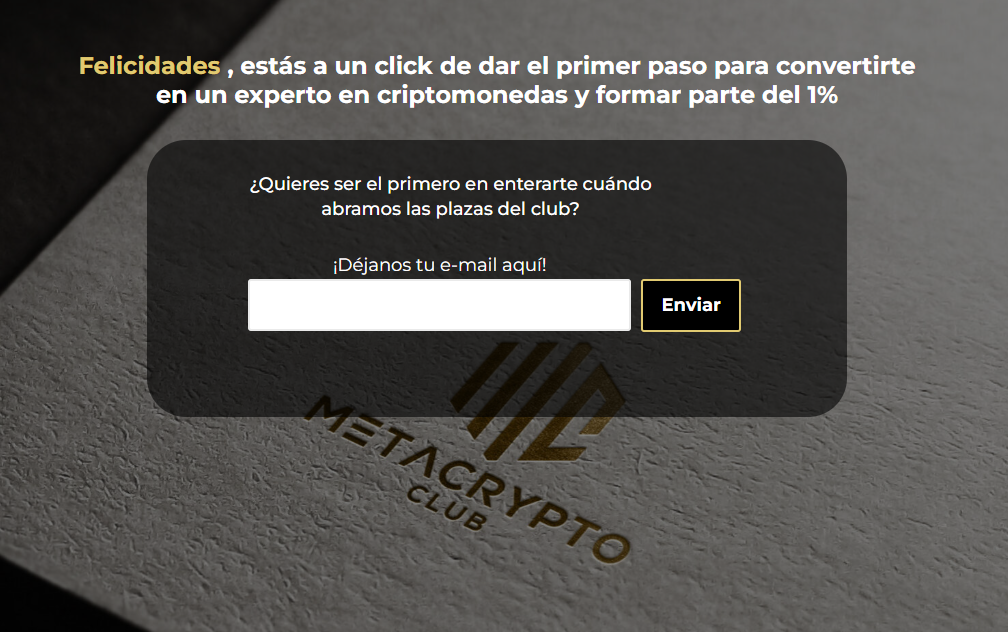 Felicidades , estás a un click de dar el primer paso para convertirte
en un experto en criptomonedas y formar parte del 1%
¿Quieres ser el primero en enterarte cuándo
abramos las plazas del club?
¡Déjanos tu e-mail aquí!
Enviar
METACRYPTO
CLUB